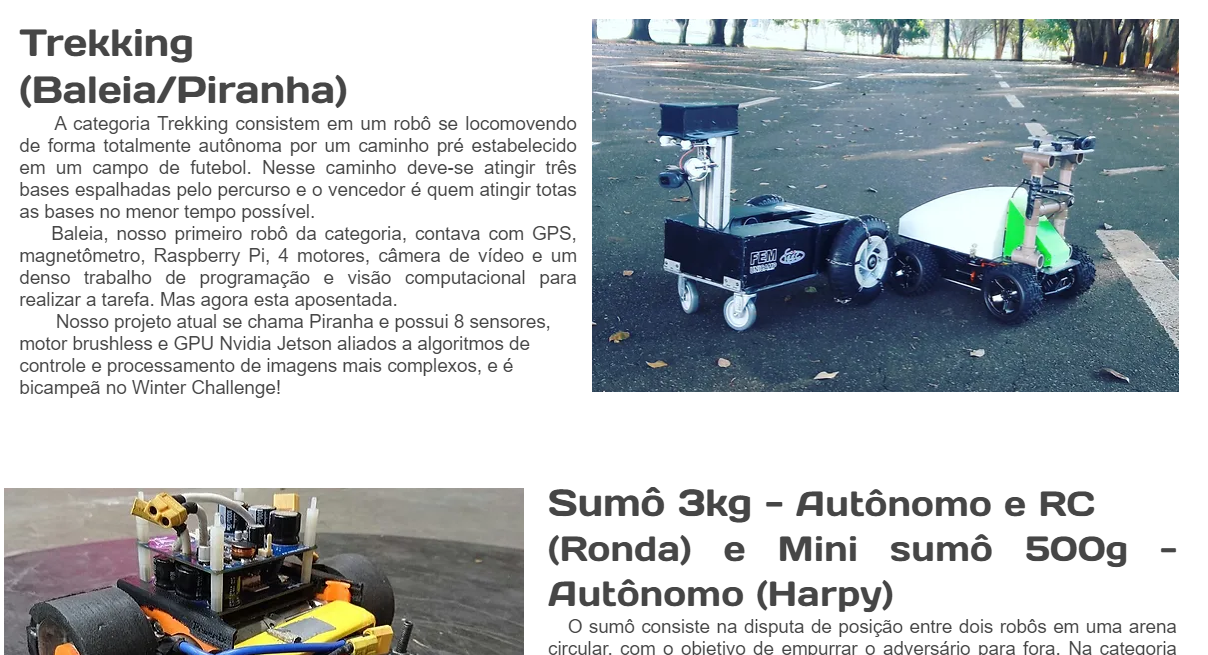 Trekking
(Baleia/Piranha)
A categoria Trekking consistem em um robô se locomovendo
de forma totalmente autônoma por um caminho pré estabelecido
em um campo de futebol. Nesse caminho deve-se atingir três
bases espalhadas pelo percurso e o vencedor é quem atingir totas
as bases no menor tempo possível.
Baleia, nosso primeiro robô da categoria, contava com GPS,
magnetômetro, Raspberry Pi, 4 motores, câmera de vídeo e um
denso trabalho de programação e visão computacional para
realizar a tarefa. Mas agora esta aposentada.
Nosso projeto atual se chama Piranha e possui 8 sensores,
motor brushless e GPU Nvidia Jetson aliados a algoritmos de
controle e processamento de imagens mais complexos, e é
bicampeã no Winter Challenge!
FEM
UNICAMP
Sumô 3kg - Autônomo e RC
(Ronda) e Mini sumô 500g -
Autônomo (Harpy)
O sumô consiste na disputa de posição entre dois robôs em uma arena
circular, com o objetivo de empurrar o adversário para fora. Na categoria